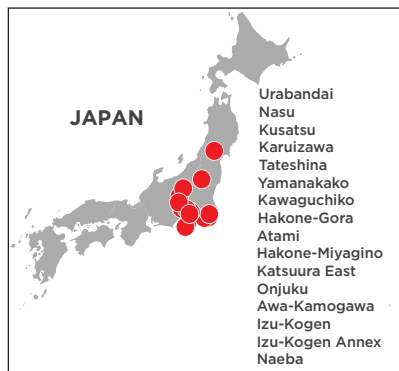 JAPAN
Urabandai
Nasu
Kusatsu
Karuizawa
Tateshina
Yamanakako
Kawaguchiko
Hakone-Gora
Atami
Hakone-Miyagino
Katsuura East
Onjuku
Awa-Kamogawa
Izu-Kogen
Izu-Kogen Annex
Naeba